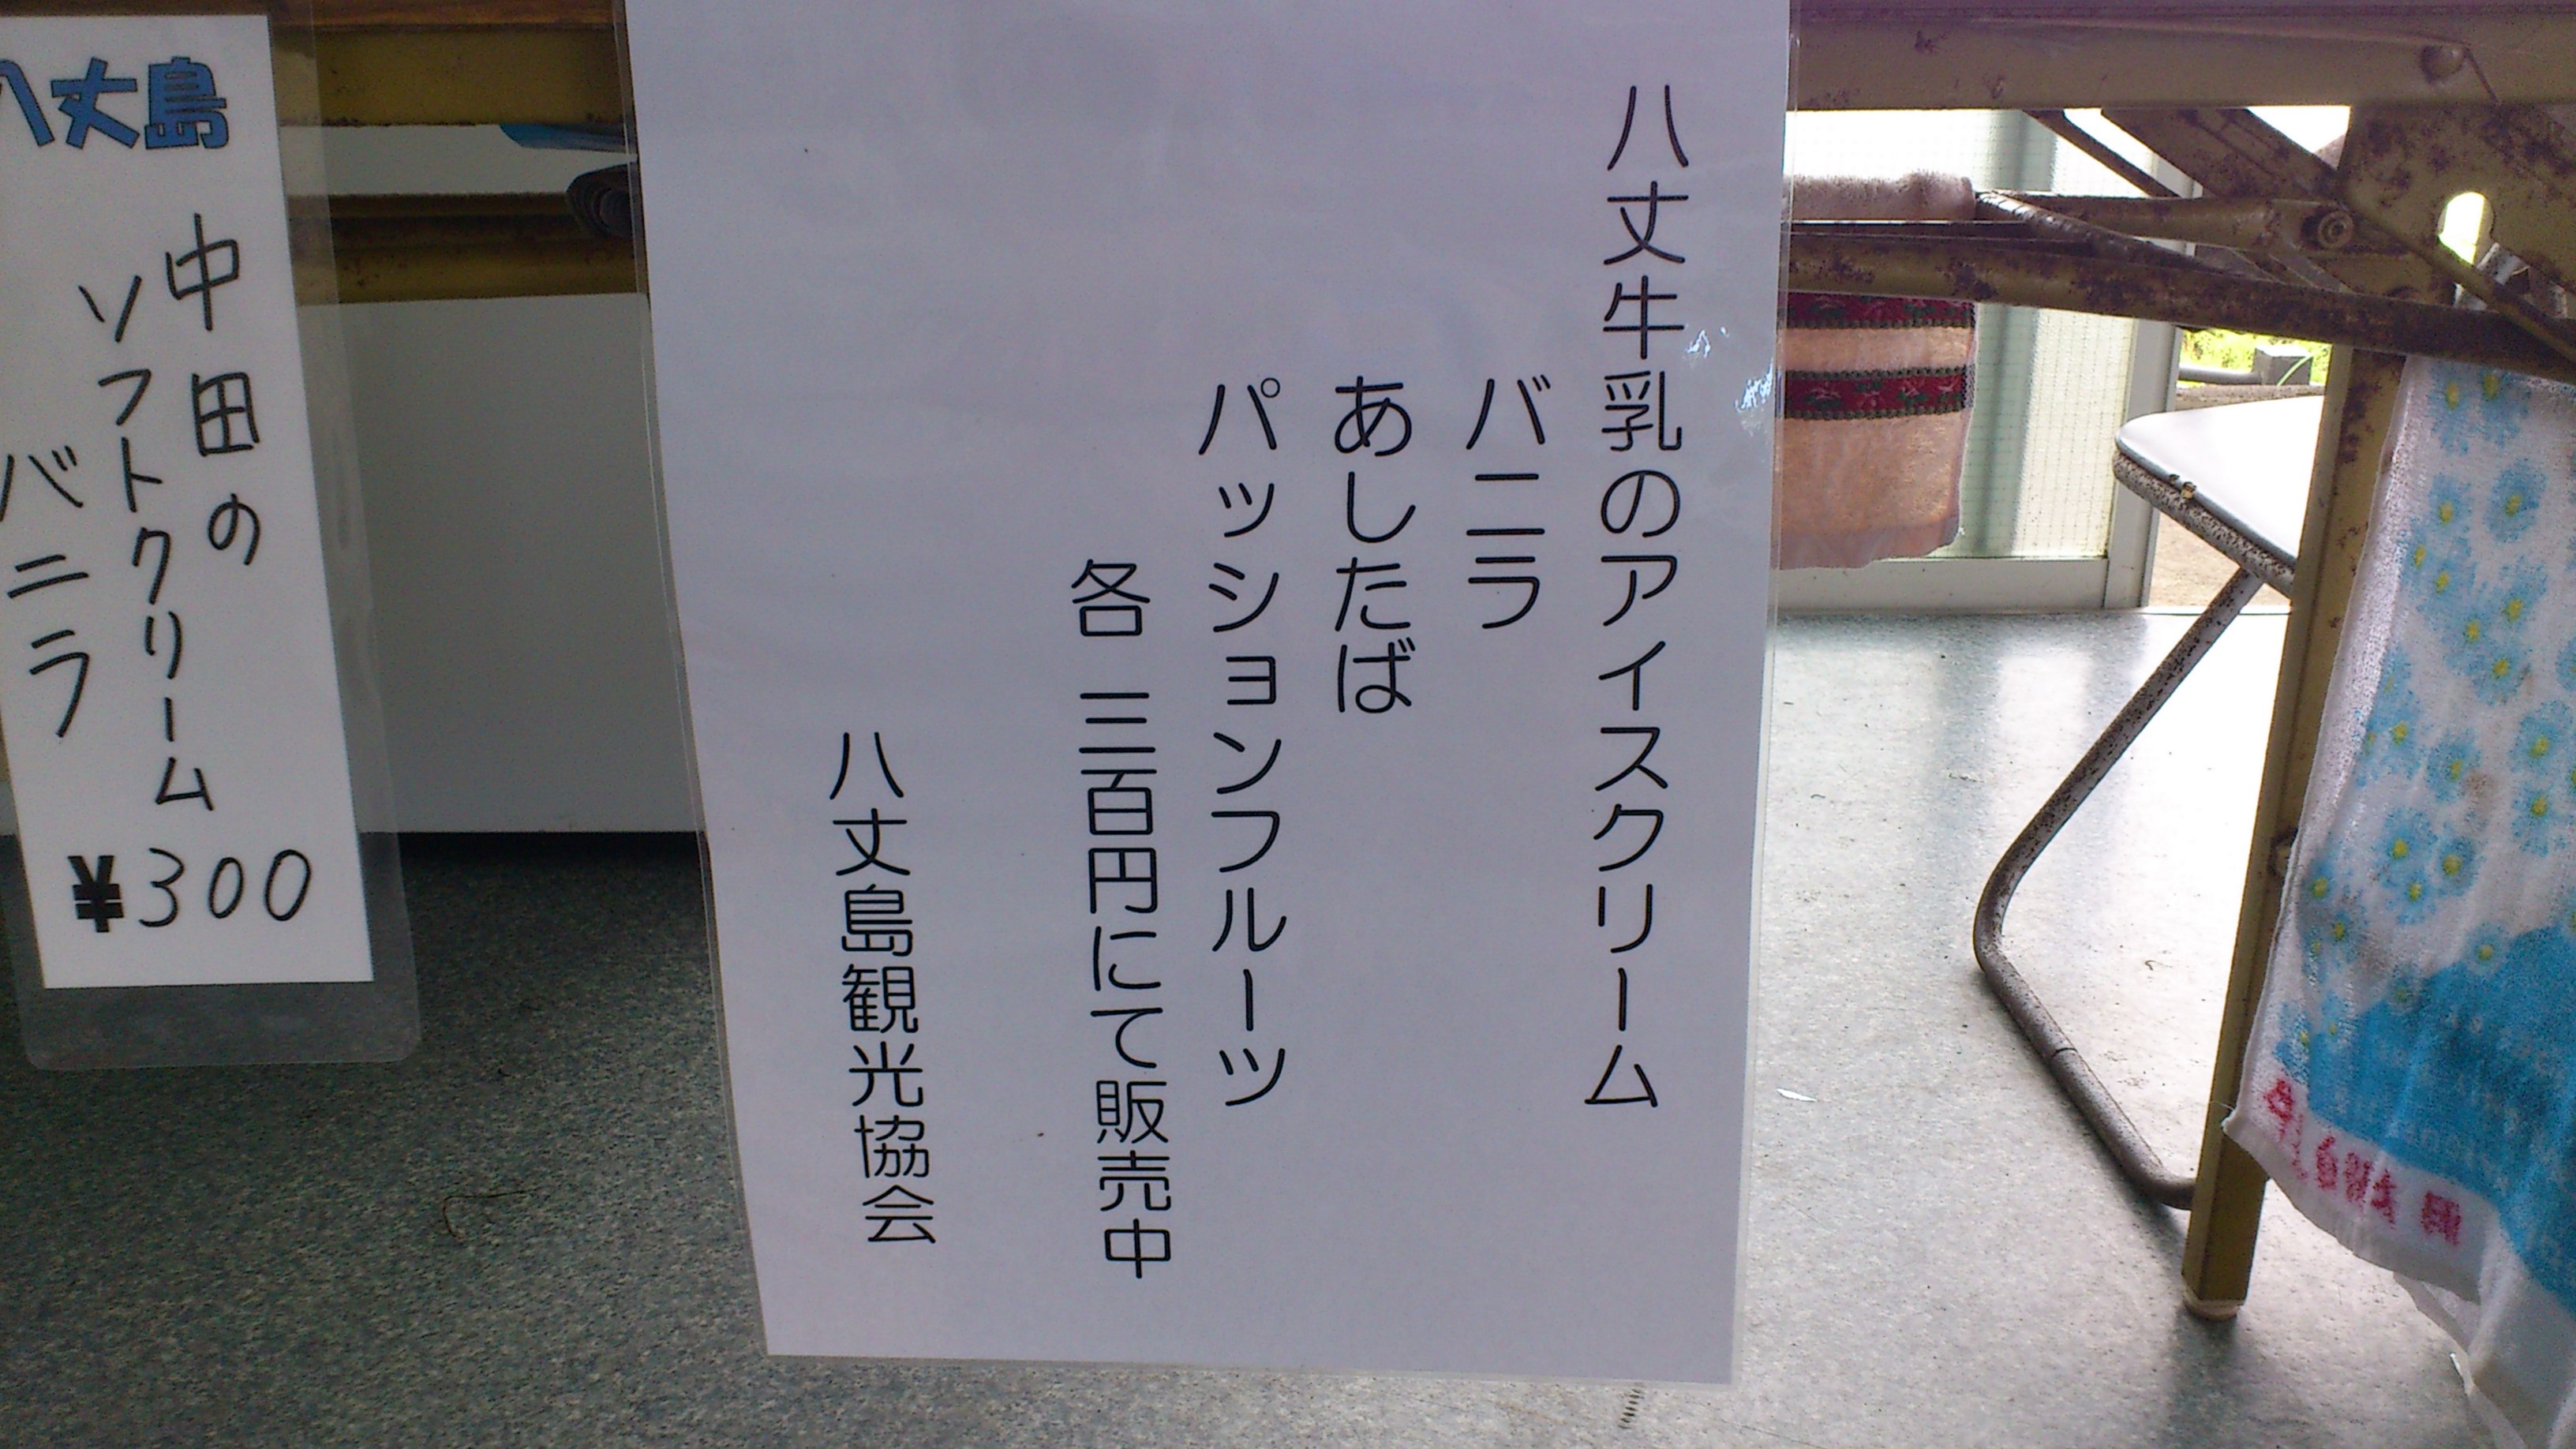 八丈牛乳のアイスクリーム
バニラ
あしたば
パッションフルーツ
各 三百円にて販売中
八丈島観光協会
八丈島
中田の
ソフトクリーム
バニラ
¥300